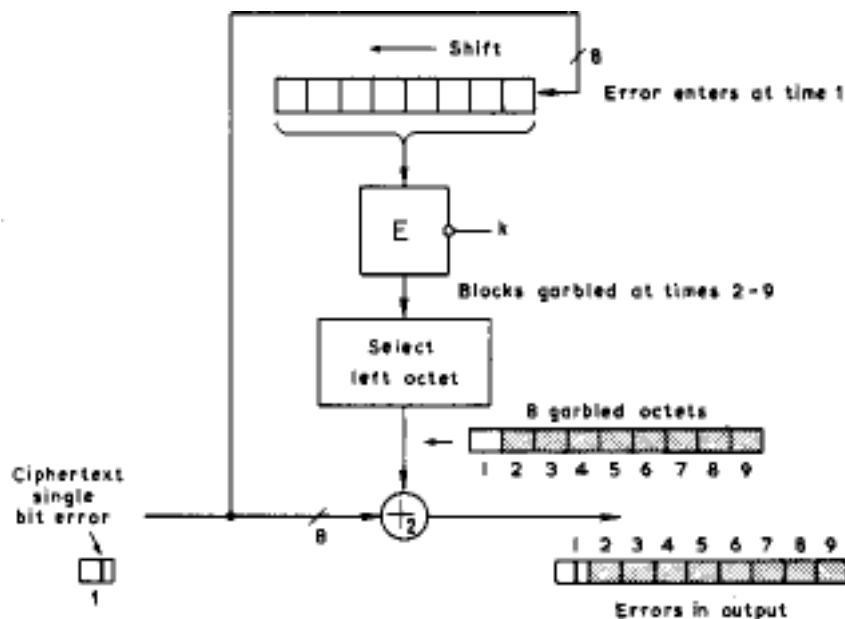 Shift
8
Error enters at time 1
E
k
Blocks garbled at times 2-9
Select
left octet
8 garbled octets
1 2 3 4 5 6 7 8 9
Ciphertext
single
bit error
8
+2
1 2 3 4 5 6 7 8 9
1
Errors in output